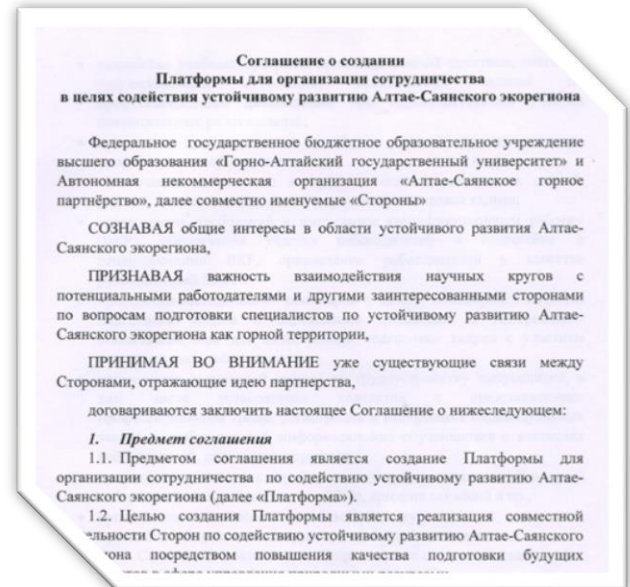 Соглашение о создании
Платформы для организации сотрудничества
в целях содействия устойчивому развитию Алтае-Саянского экорегиона
Федеральное государственное бюджетное образовательное учреждение
высшего образования «Горно-Алтайский государственный университет» и
Автономная некоммерческая организация «Алтае-Саянское горное
партнёрство», далее совместно именуемые «Стороны»
СОЗНАВАЯ общие интересы в области устойчивого развития Алтае-
Саянского экорегиона,
ПРИЗНАВАЯ важность взаимодействия научных кругов с
потенциальными работодателями и другими заинтересованными сторонами
по вопросам подготовки специалистов по устойчивому развитию Алтае-
Саянского экорегиона как горной территории,
ПРИНИМАЯ ВО ВНИМАНИЕ уже существующие связи между
Сторонами, отражающие идею партнерства,
договариваются заключить настоящее Соглашение о нижеследующем:
1. Предмет соглашения
1.1. Предметом соглашения является создание Платформы для
организации сотрудничества по содействию устойчивому развитию Алтае-
Саянского экорегиона (далее «Платформа»).
1.2. Целью создания Платформы является реализация совместной
ельности Сторон по содействию устойчивому развитию Алтае-Саянского
она посредством повышения качества подготовки будущих